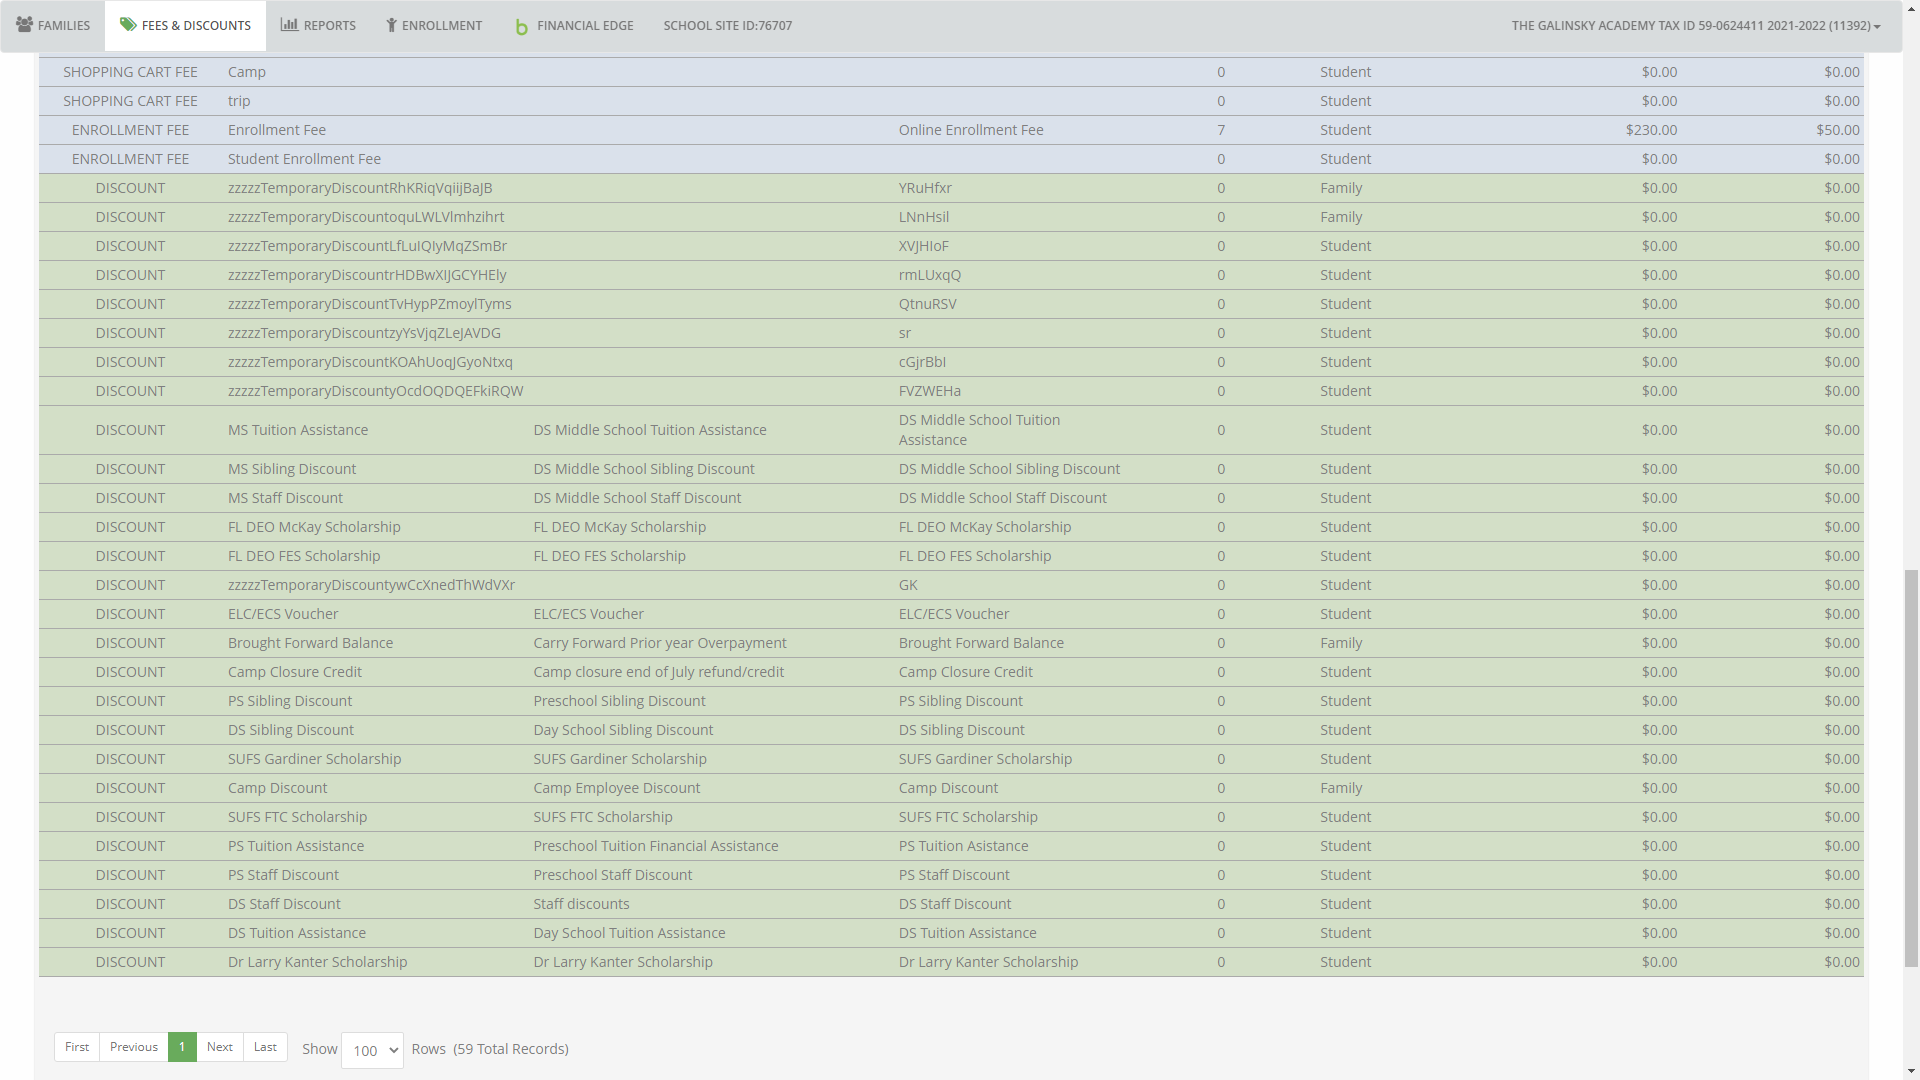 FAMILIES FEES & DISCOUNTS REPORTS ENROLLMENT FINANCIAL EDGE SCHOOL SITE ID:76707 THE GALINSKY ACADEMY TAX ID 59-0624411 2021-2022 (11392)
SHOPPING CART FEE Camp 0 Student $0.00 $0.00
SHOPPING CART FEE trip 0 Student $0.00 $0.00
ENROLLMENT FEE Enrollment Fee Online Enrollment Fee 7 Student $230.00 $50.00
ENROLLMENT FEE Student Enrollment Fee 0 Student $0.00 $0.00
DISCOUNT zzzzzTemporaryDiscountRhKRiqVqiijBaJB YRuHfxr 0 Family $0.00 $0.00
DISCOUNT zzzzzTemporaryDiscountoquLWLVlmhzihrt LNnHsil 0 Family $0.00 $0.00
DISCOUNT zzzzzTemporaryDiscountLfLuIQIyMqZSmBr XVJHIoF 0 Student $0.00 $0.00
DISCOUNT zzzzzTemporaryDiscountrHDBwXIJGCYHEly rmLUxqQ 0 Student $0.00 $0.00
DISCOUNT zzzzzTemporaryDiscountTvHypPZmoylTyms QtnuRSV 0 Student $0.00 $0.00
DISCOUNT zzzzzTemporaryDiscountzyYsVjqZLeJAVDG sr 0 Student $0.00 $0.00
DISCOUNT zzzzzTemporaryDiscountKOAhUoqJGyoNtxq cGjrBbI 0 Student $0.00 $0.00
DISCOUNT zzzzzTemporaryDiscountyOcdOQDQEFkiRQW FVZWEHa 0 Student $0.00 $0.00
DISCOUNT MS Tuition Assistance DS Middle School Tuition Assistance DS Middle School Tuition Assistance 0 Student $0.00 $0.00
DISCOUNT MS Sibling Discount DS Middle School Sibling Discount DS Middle School Sibling Discount 0 Student $0.00 $0.00
DISCOUNT MS Staff Discount DS Middle School Staff Discount DS Middle School Staff Discount 0 Student $0.00 $0.00
DISCOUNT FL DEO McKay Scholarship FL DEO McKay Scholarship FL DEO McKay Scholarship 0 Student $0.00 $0.00
DISCOUNT FL DEO FES Scholarship FL DEO FES Scholarship FL DEO FES Scholarship 0 Student $0.00 $0.00
DISCOUNT zzzzzTemporaryDiscountywCcXnedThWdVXr GK 0 Student $0.00 $0.00
DISCOUNT ELC/ECS Voucher ELC/ECS Voucher ELC/ECS Voucher 0 Student $0.00 $0.00
DISCOUNT Brought Forward Balance Carry Forward Prior year Overpayment Brought Forward Balance 0 Family $0.00 $0.00
DISCOUNT Camp Closure Credit Camp closure end of July refund/credit Camp Closure Credit 0 Student $0.00 $0.00
DISCOUNT PS Sibling Discount Preschool Sibling Discount PS Sibling Discount 0 Student $0.00 $0.00
DISCOUNT DS Sibling Discount Day School Sibling Discount DS Sibling Discount 0 Student $0.00 $0.00
DISCOUNT SUFS Gardiner Scholarship SUFS Gardiner Scholarship SUFS Gardiner Scholarship 0 Student $0.00 $0.00
DISCOUNT Camp Discount Camp Employee Discount Camp Discount 0 Family $0.00 $0.00
DISCOUNT SUFS FTC Scholarship SUFS FTC Scholarship SUFS FTC Scholarship 0 Student $0.00 $0.00
DISCOUNT PS Tuition Assistance Preschool Tuition Financial Assistance PS Tuition Asistance 0 Student $0.00 $0.00
DISCOUNT PS Staff Discount Preschool Staff Discount PS Staff Discount 0 Student $0.00 $0.00
DISCOUNT DS Staff Discount Staff discounts DS Staff Discount 0 Student $0.00 $0.00
DISCOUNT DS Tuition Assistance Day School Tuition Assistance DS Tuition Assistance 0 Student $0.00 $0.00
DISCOUNT Dr Larry Kanter Scholarship Dr Larry Kanter Scholarship Dr Larry Kanter Scholarship 0 Student $0.00 $0.00
First Previous 1 Next Last Show 100 Rows (59 Total Records)